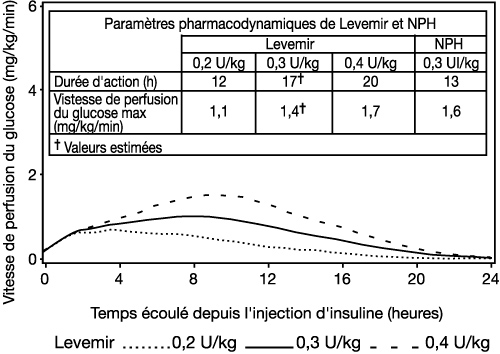 Vitesse de perfusion du glucose (mg/kg/min)
6
4
2
0
Paramètres pharmacodynamiques de Levemir et NPH
Levemir NPH
0,2 U/kg 0,3 U/kg 0,4 U/kg 0,3 UI/kg
Durée d'action (h) 12 17† 20 13
Vistesse de perfusion
du glucose max 1,1 1,4† 1,7 1,6
(mg/kg/min)
† Valeurs estimées
0 4 8 12 16 20 24
Temps écoulé depuis l'injection d'insuline (heures)
Levemir 0,2 U/kg 0,3 U/kg 0,4 U/kg